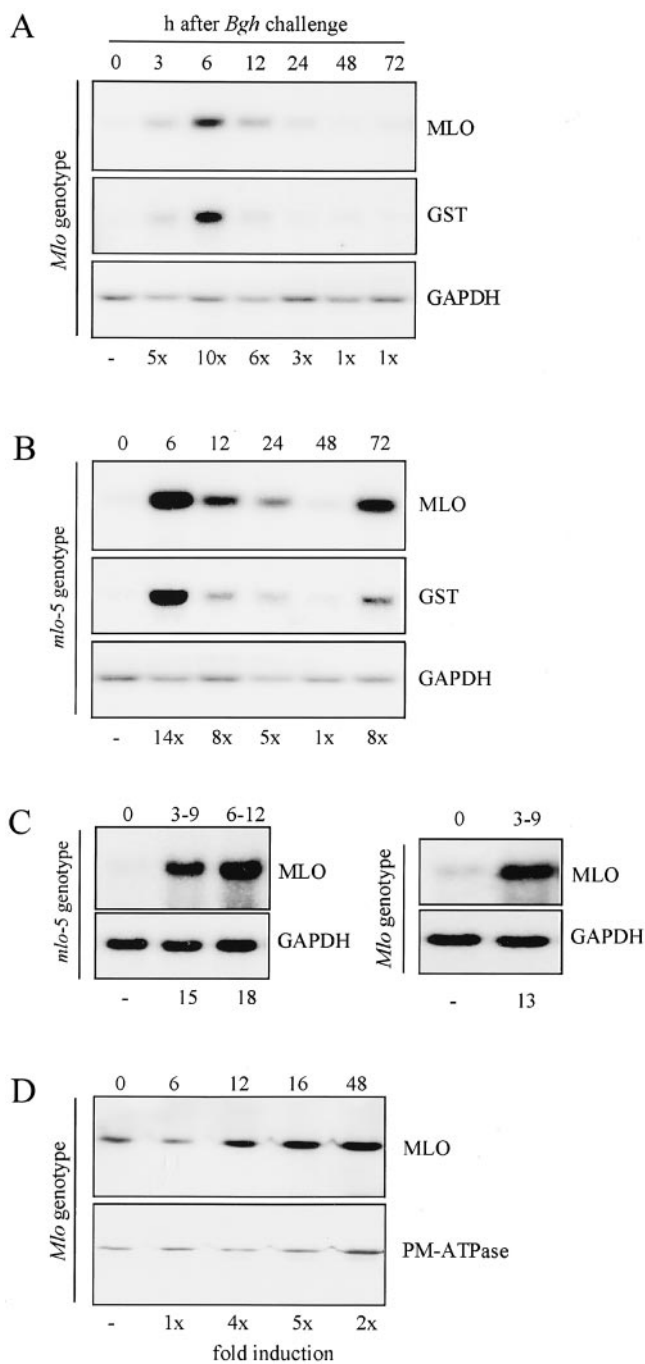 A
h after Bgh challenge
0 3 6 12 24 48 72
Mlo genotype
MLO
GST
GAPDH
- 5x 10x 6x 3x 1x 1x
B
0 6 12 24 48 72
mlo-5 genotype
MLO
GST
GAPDH
- 14x 8x 5x 1x 8x
C
0 3-9 6-12
mlo-5 genotype
MLO
GAPDH
- 15 18
0 3-9
Mlo genotype
MLO
GAPDH
- 13
D
0 6 12 16 48
Mlo genotype
MLO
PM-ATPase
- 1x 4x 5x 2x
fold induction